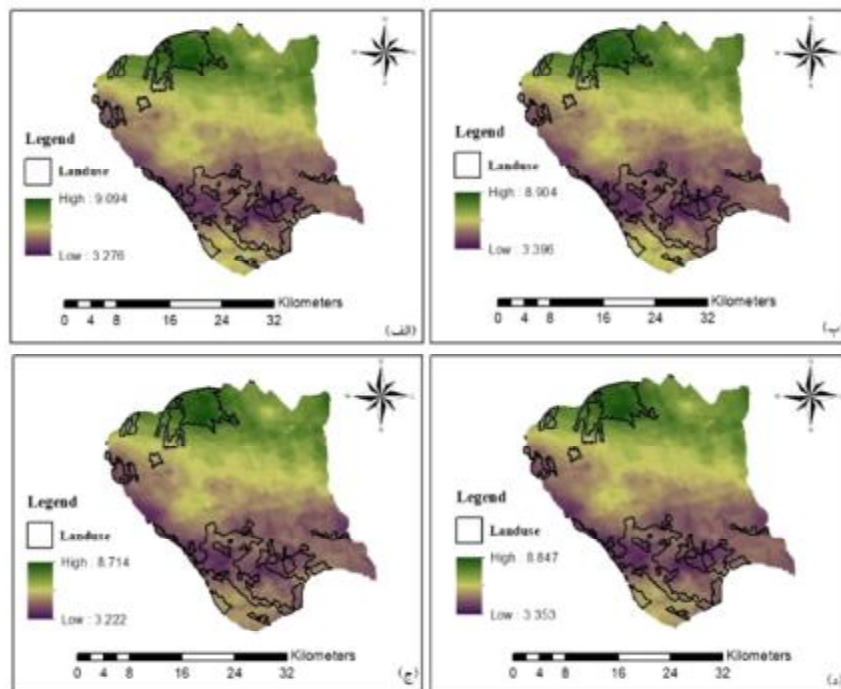 Legend
Landuse
High : 9.094
Low : 3.276
Kilometers
0 4 8 16 24 32
(الف)
Legend
Landuse
High : 8.904
Low : 3.396
Kilometers
0 4 8 16 24 32
(ب)
Legend
Landuse
High : 8.714
Low : 3.222
Kilometers
0 4 8 16 24 32
(ج)
Legend
Landuse
High : 8.847
Low : 3.353
Kilometers
0 4 8 16 24 32
(د)